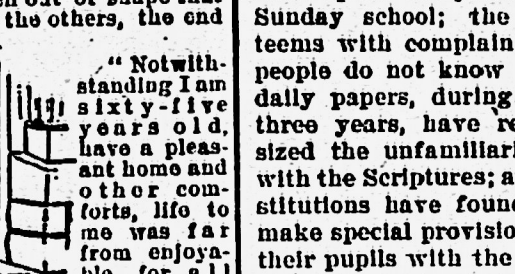 the others, the end
" Notwith-
standing I am
sixty-five
years old,
have a pleas-
ant home and
other com-
forts, life to
me was far
from enjoya-
for all
Sunday school; the
teems with complain
people do not know
daily papers, during
three years, have
sized the unfamiliar
with the Scriptures; a
stitutions have foun
make special provisio
their pupils with the